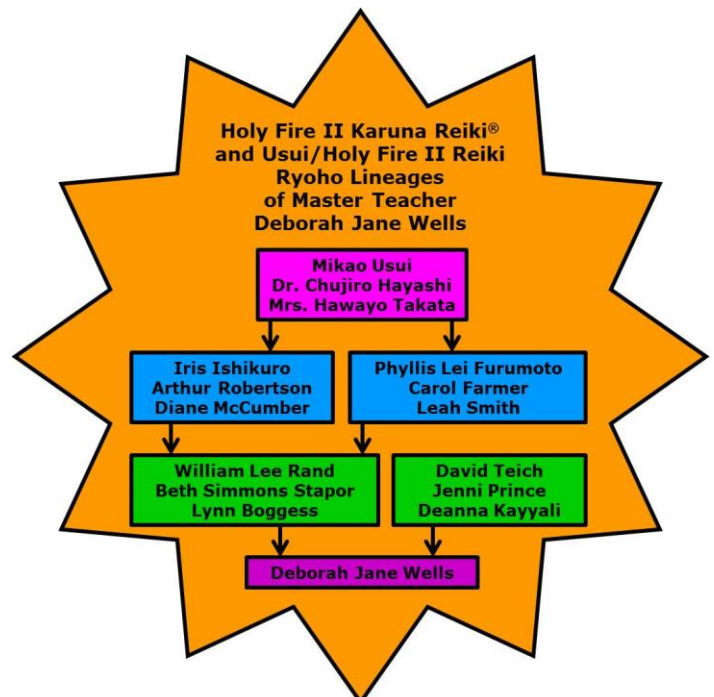 Holy Fire II Karuna Reiki®
and Usui/Holy Fire II Reiki
Ryoho Lineages
of Master Teacher
Deborah Jane Wells
Mikao Usui
Dr. Chujiro Hayashi
Mrs. Hawayo Takata
Iris Ishikuro
Arthur Robertson
Diane McCumber
Phyllis Lei Furumoto
Carol Farmer
Leah Smith
William Lee Rand
Beth Simmons Stapor
Lynn Boggess
David Teich
Jenni Prince
Deanna Kayyali
Deborah Jane Wells